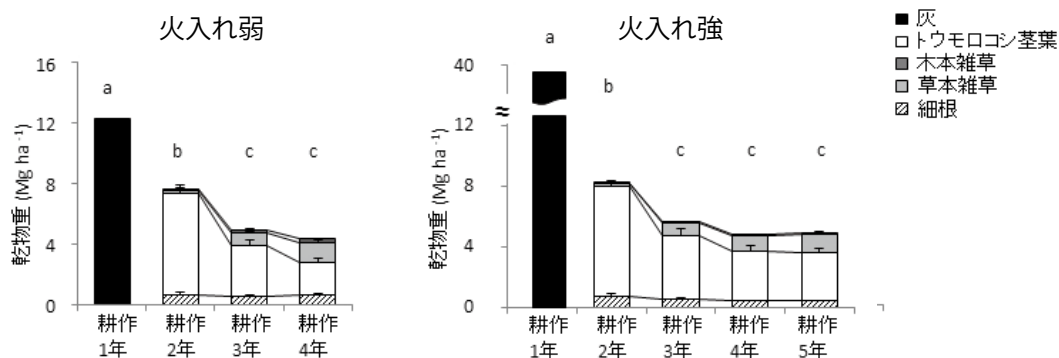 火入れ弱
16
12
8
4
0
乾物重 (Mg ha⁻¹)
a
b
c
c
耕作
1年
耕作
2年
耕作
3年
耕作
4年
火入れ強
40
≈
12
8
4
0
乾物重 (Mg ha⁻¹)
a
b
c
c
c
耕作
1年
耕作
2年
耕作
3年
耕作
4年
耕作
5年
灰
トウモロコシ茎葉
木本雑草
草本雑草
細根